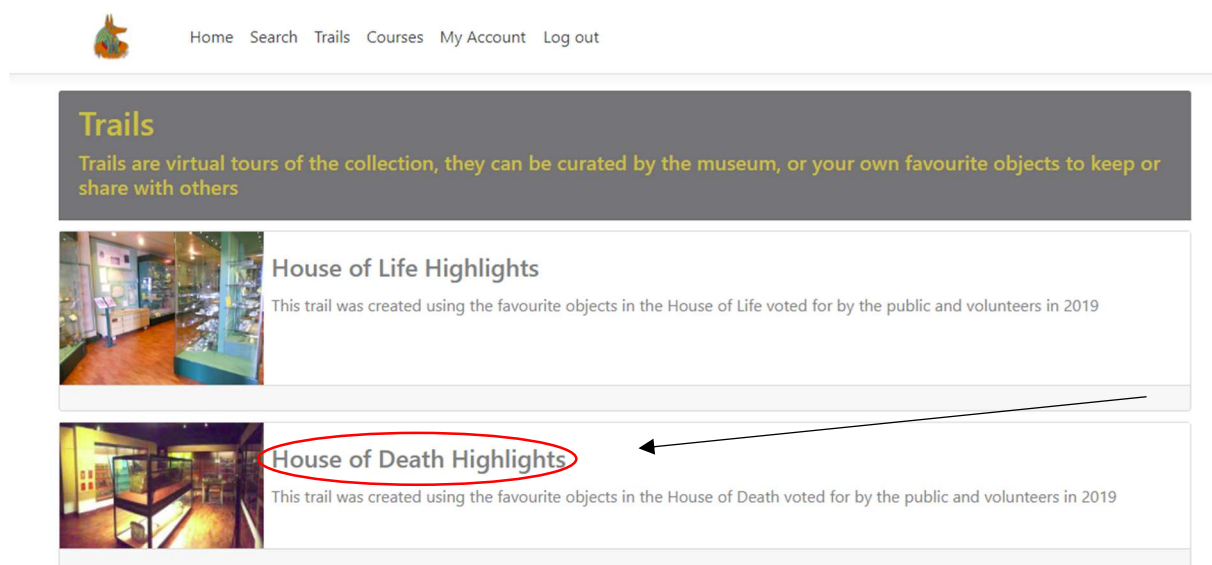 Home Search Trails Courses My Account Log out
Trails
Trails are virtual tours of the collection, they can be curated by the museum, or your own favourite objects to keep or
share with others
House of Life Highlights
This trail was created using the favourite objects in the House of Life voted for by the public and volunteers in 2019
House of Death Highlights
This trail was created using the favourite objects in the House of Death voted for by the public and volunteers in 2019